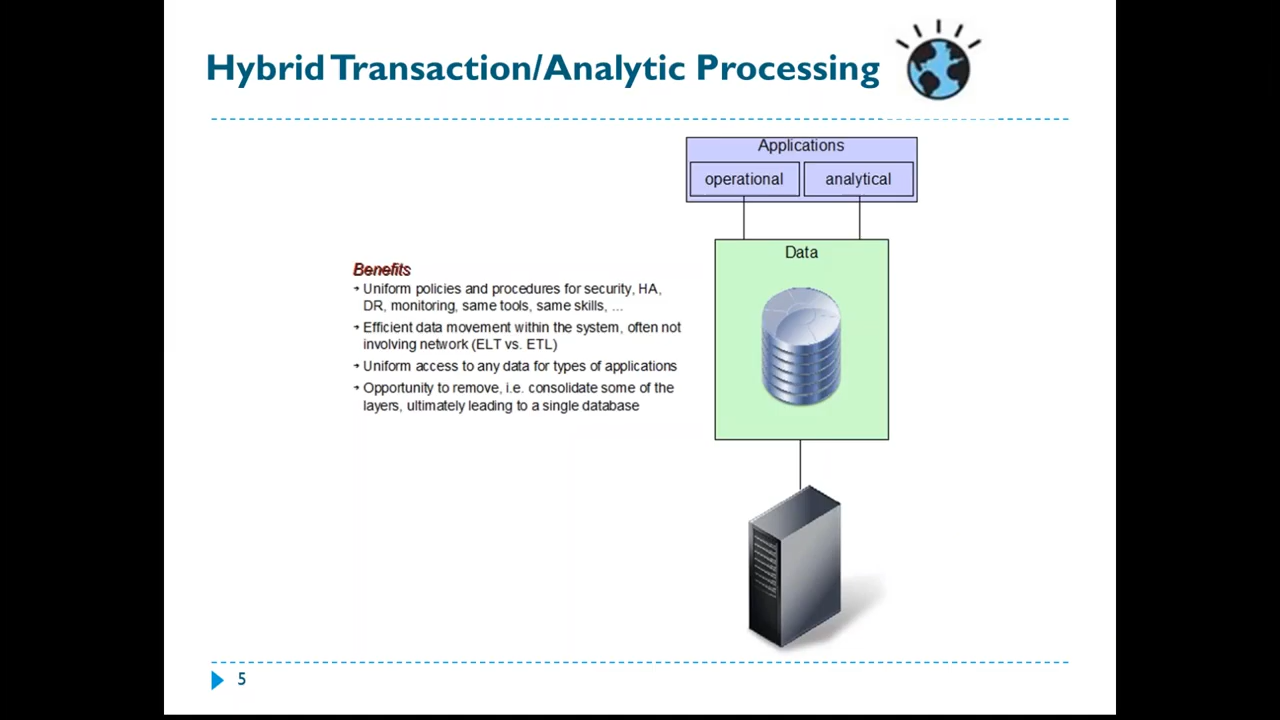 Hybrid Transaction/Analytic Processing
Applications
operational
analytical
Data
Benefits
Uniform policies and procedures for security, HA,
DR, monitoring, same tools, same skills, ...
Efficient data movement within the system, often not
involving network (ELT vs. ETL)
Uniform access to any data for types of applications
Opportunity to remove, i.e. consolidate some of the
layers, ultimately leading to a single database
5